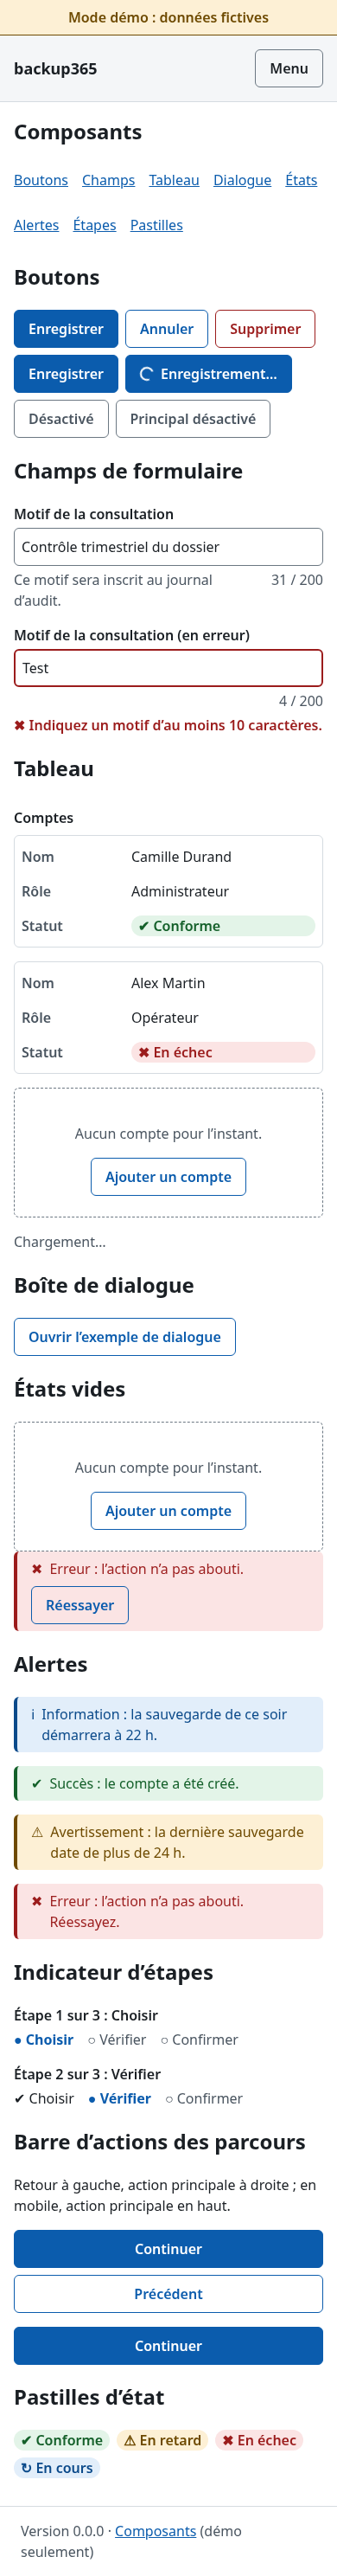 Mode démo : données fictives
backup365
Menu
Composants
Boutons Champs Tableau Dialogue États
Alertes Étapes Pastilles
Boutons
Enregistrer Annuler Supprimer
Enregistrer Enregistrement…
Désactivé Principal désactivé
Champs de formulaire
Motif de la consultation
Contrôle trimestriel du dossier
Ce motif sera inscrit au journal 31 / 200
d’audit.
Motif de la consultation (en erreur)
Test
4 / 200
✖ Indiquez un motif d’au moins 10 caractères.
Tableau
Comptes
Nom Camille Durand
Rôle Administrateur
Statut ✔ Conforme
Nom Alex Martin
Rôle Opérateur
Statut ✖ En échec
Aucun compte pour l’instant.
Ajouter un compte
Chargement…
Boîte de dialogue
Ouvrir l’exemple de dialogue
États vides
Aucun compte pour l’instant.
Ajouter un compte
✖ Erreur : l’action n’a pas abouti.
Réessayer
Alertes
i Information : la sauvegarde de ce soir
démarrera à 22 h.
✔ Succès : le compte a été créé.
⚠ Avertissement : la dernière sauvegarde
date de plus de 24 h.
✖ Erreur : l’action n’a pas abouti.
Réessayez.
Indicateur d’étapes
Étape 1 sur 3 : Choisir
● Choisir ○ Vérifier ○ Confirmer
Étape 2 sur 3 : Vérifier
✔ Choisir ● Vérifier ○ Confirmer
Barre d’actions des parcours
Retour à gauche, action principale à droite ; en
mobile, action principale en haut.
Continuer
Précédent
Continuer
Pastilles d’état
✔ Conforme ⚠ En retard ✖ En échec
↻ En cours
Version 0.0.0 · Composants (démo
seulement)